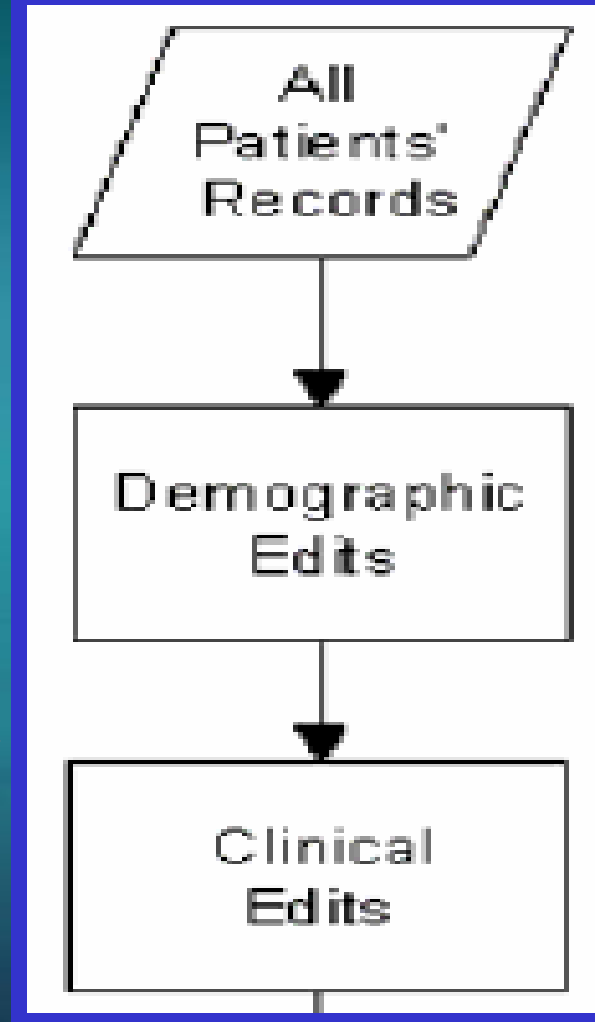 All
Patients'
Records
Demographic
Edits
Clinical
Edits